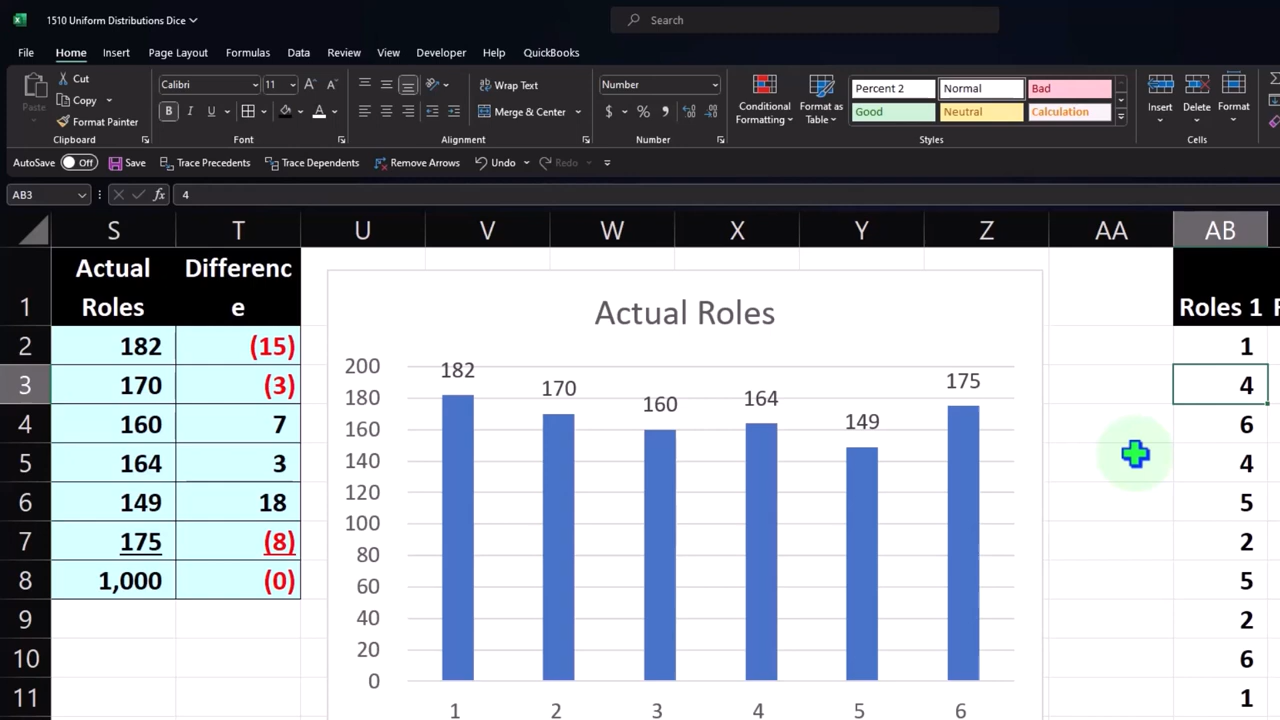 1510 Uniform Distributions Dice
Search
File Home Insert Page Layout Formulas Data Review View Developer Help QuickBooks
Paste
Cut
Copy
Format Painter
Clipboard
Calibri 11
B I U
Font
Wrap Text
Merge & Center
Alignment
Number
$ % 9
Number
Conditional Formatting
Format as Table
Percent 2 Normal Bad
Good Neutral Calculation
Styles
Insert Delete Format
Cells
AutoSave Off Save Trace Precedents Trace Dependents Remove Arrows Undo Redo
AB3 fx 4
S T U V W X Y Z AA AB
1 Actual Roles Differenc e Roles 1
2 182 (15) 1
3 170 (3) 4
4 160 7 6
5 164 3 4
6 149 18 5
7 175 (8) 2
8 1,000 (0) 5
9 2
10 6
11 1
Actual Roles
200
180
160
140
120
100
80
60
40
20
0
182 170 160 164 149 175
1 2 3 4 5 6